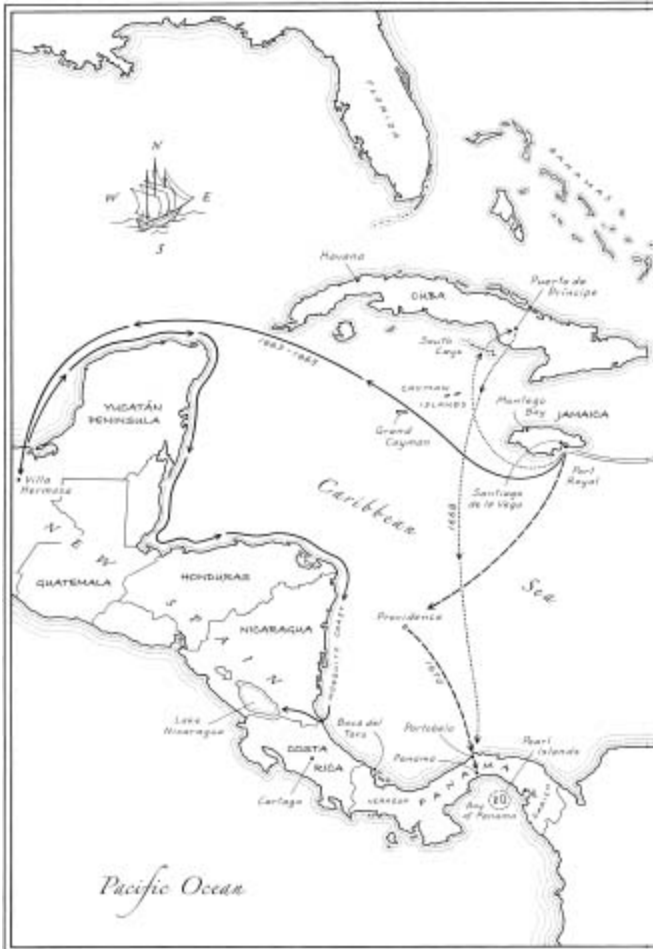 FLORIDA
N
W
E
S
BAHAMAS
Havana
CUBA
Puerto de
Principe
South
Cays
1663-1665
CAYMAN
ISLANDS
Grand
Cayman
Montego
Bay
JAMAICA
Port
Royal
Santiago
de la Vega
YUCATÁN
PENINSULA
Villa
Hermosa
Caribbean
Sea
1668
NEW
SPAIN
GUATEMALA
HONDURAS
NICARAGUA
MOSQUITO COAST
Providence
1670
Lake
Nicaragua
Boca del
Toro
Portobelo
Panama
Pearl
Islands
COSTA
RICA
Cartago
VERAGUA
PANAMA
Bay
of Panama
DARIEN
Pacific Ocean